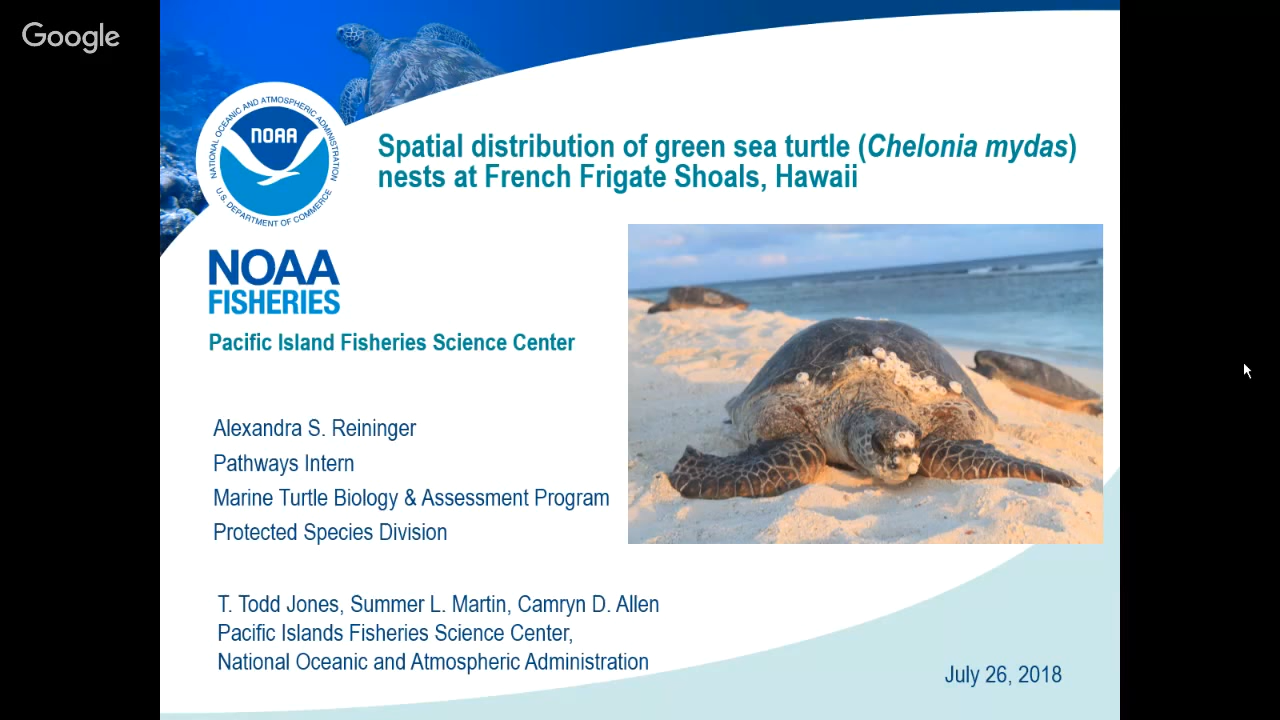 Google
NATIONAL OCEANIC AND ATMOSPHERIC ADMINISTRATION
NOAA
U.S. DEPARTMENT OF COMMERCE
Spatial distribution of green sea turtle (Chelonia mydas)
nests at French Frigate Shoals, Hawaii
NOAA
FISHERIES
Pacific Island Fisheries Science Center
Alexandra S. Reininger
Pathways Intern
Marine Turtle Biology & Assessment Program
Protected Species Division
T. Todd Jones, Summer L. Martin, Camryn D. Allen
Pacific Islands Fisheries Science Center,
National Oceanic and Atmospheric Administration
July 26, 2018